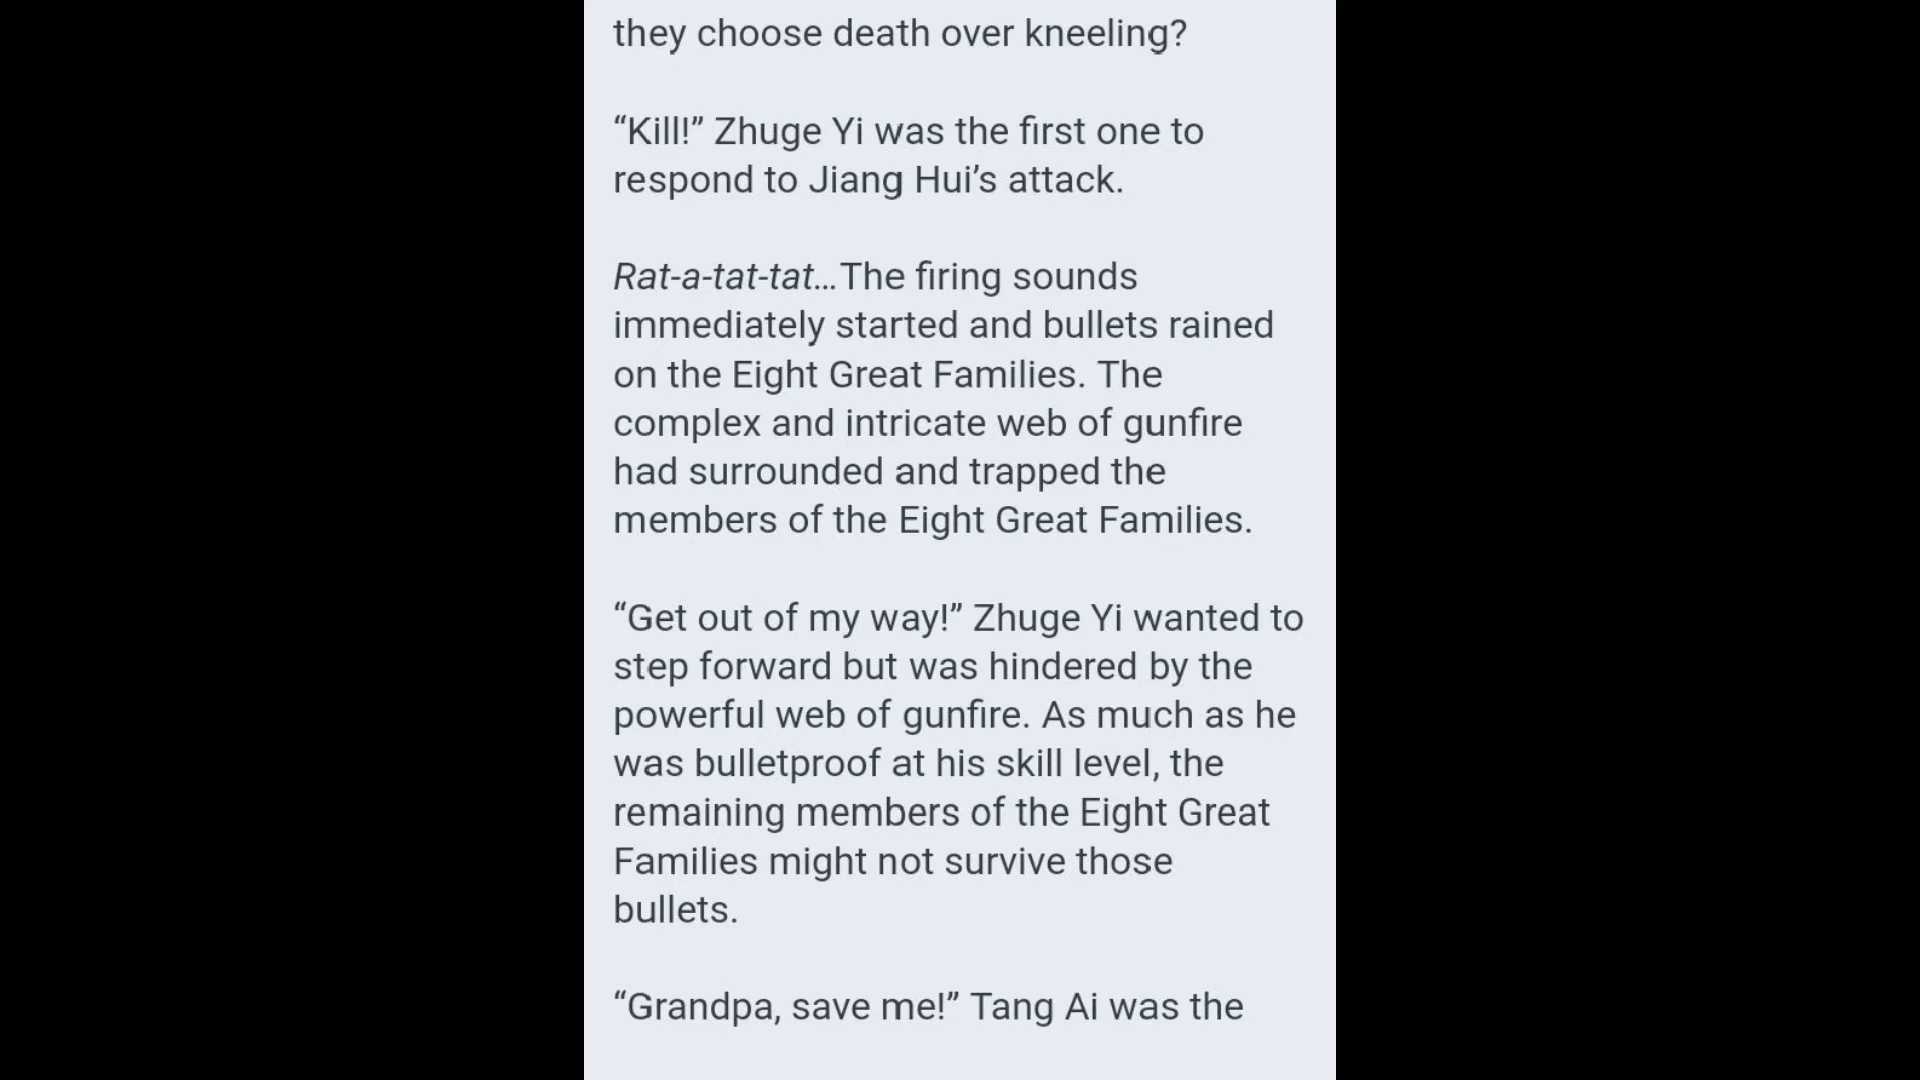 they choose death over kneeling?
“Kill!” Zhuge Yi was the first one to
respond to Jiang Hui’s attack.
Rat-a-tat-tat…The firing sounds
immediately started and bullets rained
on the Eight Great Families. The
complex and intricate web of gunfire
had surrounded and trapped the
members of the Eight Great Families.
“Get out of my way!” Zhuge Yi wanted to
step forward but was hindered by the
powerful web of gunfire. As much as he
was bulletproof at his skill level, the
remaining members of the Eight Great
Families might not survive those
bullets.
“Grandpa, save me!” Tang Ai was the